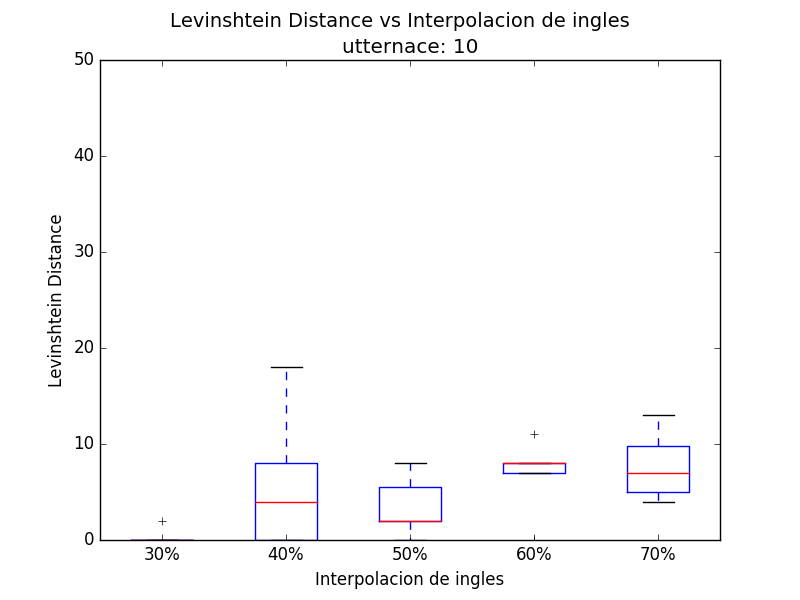 Levinshtein Distance vs Interpolacion de ingles
utternace: 10
50
40
30
20
10
0
Levinshtein Distance
30% 40% 50% 60% 70%
Interpolacion de ingles